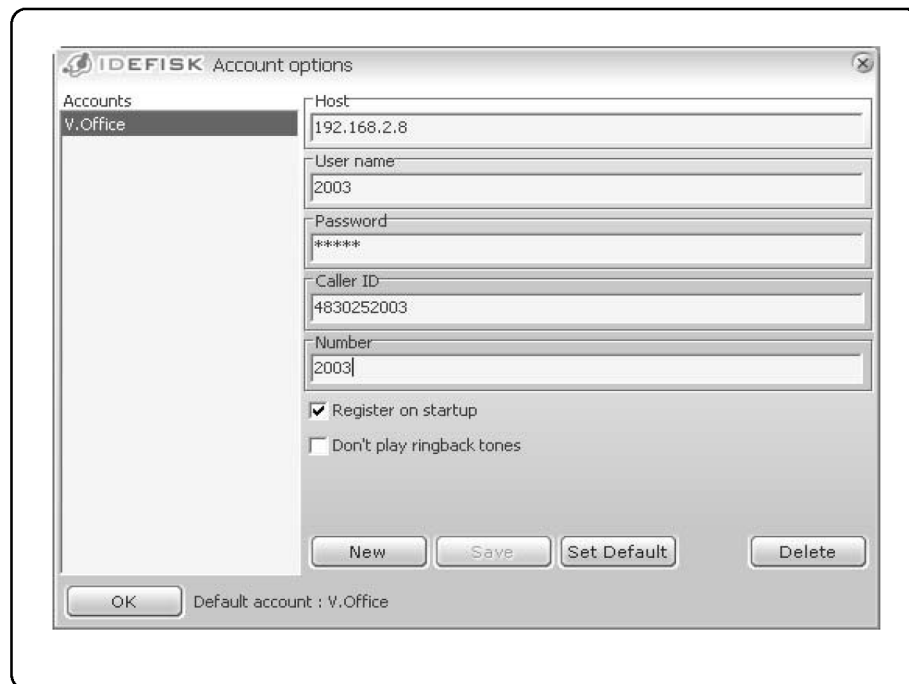 IDEFISK Account options
Accounts
V.Office
Host
192.168.2.8
User name
2003
Password
*****
Caller ID
4830252003
Number
2003
Register on startup
Don't play ringback tones
New Save Set Default Delete
OK Default account : V.Office